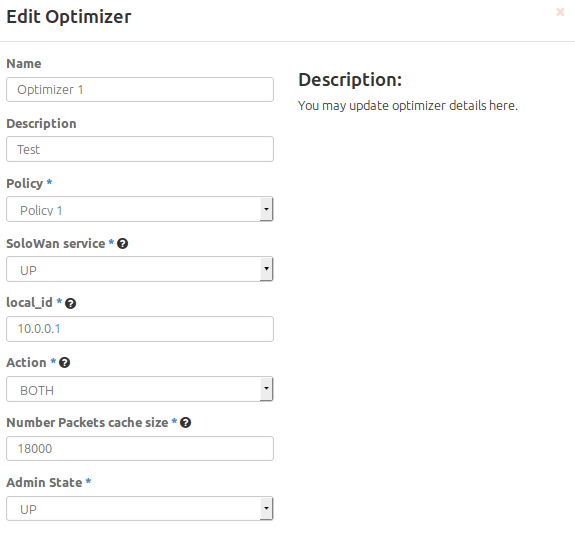 Edit Optimizer
×
Name
Optimizer 1
Description
Test
Policy *
Policy 1
SoloWan service * ?
UP
local_id * ?
10.0.0.1
Action * ?
BOTH
Number Packets cache size * ?
18000
Admin State *
UP
Description:
You may update optimizer details here.